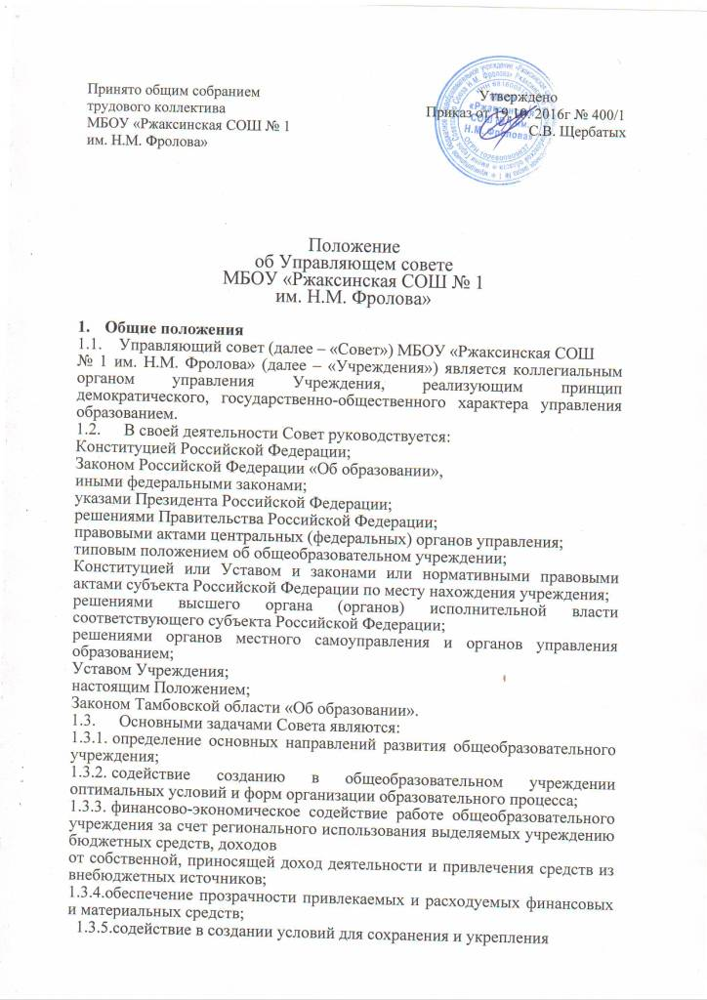 Принято общим собранием
трудового коллектива
МБОУ «Ржаксинская СОШ № 1
им. Н.М. Фролова»
Утверждено
Приказ от 19.10.2016г № 400/1
С.В. Щербатых
«Ржаксинская
СОШ № 1 им.
Н.М. Фролова»
Положение
об Управляющем совете
МБОУ «Ржаксинская СОШ № 1
им. Н.М. Фролова»
1. Общие положения
1.1. Управляющий совет (далее – «Совет») МБОУ «Ржаксинская СОШ
№ 1 им. Н.М. Фролова» (далее – «Учреждения») является коллегиальным
органом управления Учреждения, реализующим принцип
демократического, государственно-общественного характера управления
образованием.
1.2. В своей деятельности Совет руководствуется:
Конституцией Российской Федерации;
Законом Российской Федерации «Об образовании»,
иными федеральными законами;
указами Президента Российской Федерации;
решениями Правительства Российской Федерации;
правовыми актами центральных (федеральных) органов управления;
типовым положением об общеобразовательном учреждении;
Конституцией или Уставом и законами или нормативными правовыми
актами субъекта Российской Федерации по месту нахождения учреждения;
решениями высшего органа (органов) исполнительной власти
соответствующего субъекта Российской Федерации;
решениями органов местного самоуправления и органов управления
образованием;
Уставом Учреждения;
настоящим Положением;
Законом Тамбовской области «Об образовании».
1.3. Основными задачами Совета являются:
1.3.1. определение основных направлений развития общеобразовательного
учреждения;
1.3.2. содействие созданию в общеобразовательном учреждении
оптимальных условий и форм организации образовательного процесса;
1.3.3. финансово-экономическое содействие работе общеобразовательного
учреждения за счет регионального использования выделяемых учреждению
бюджетных средств, доходов
от собственной, приносящей доход деятельности и привлечения средств из
внебюджетных источников;
1.3.4.обеспечение прозрачности привлекаемых и расходуемых финансовых
и материальных средств;
1.3.5.содействие в создании условий для сохранения и укрепления